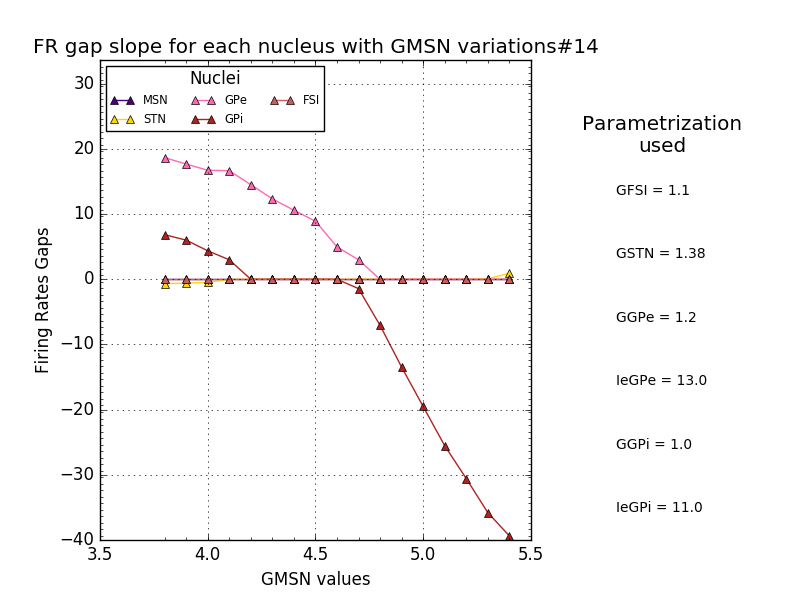 FR gap slope for each nucleus with GMSN variations#14
Nuclei
MSN GPe FSI
STN GPi
30
20
10
0
−10
−20
−30
−40
Firing Rates Gaps
3.5 4.0 4.5 5.0 5.5
GMSN values
Parametrization
used
GFSI = 1.1
GSTN = 1.38
GGPe = 1.2
IeGPe = 13.0
GGPi = 1.0
IeGPi = 11.0